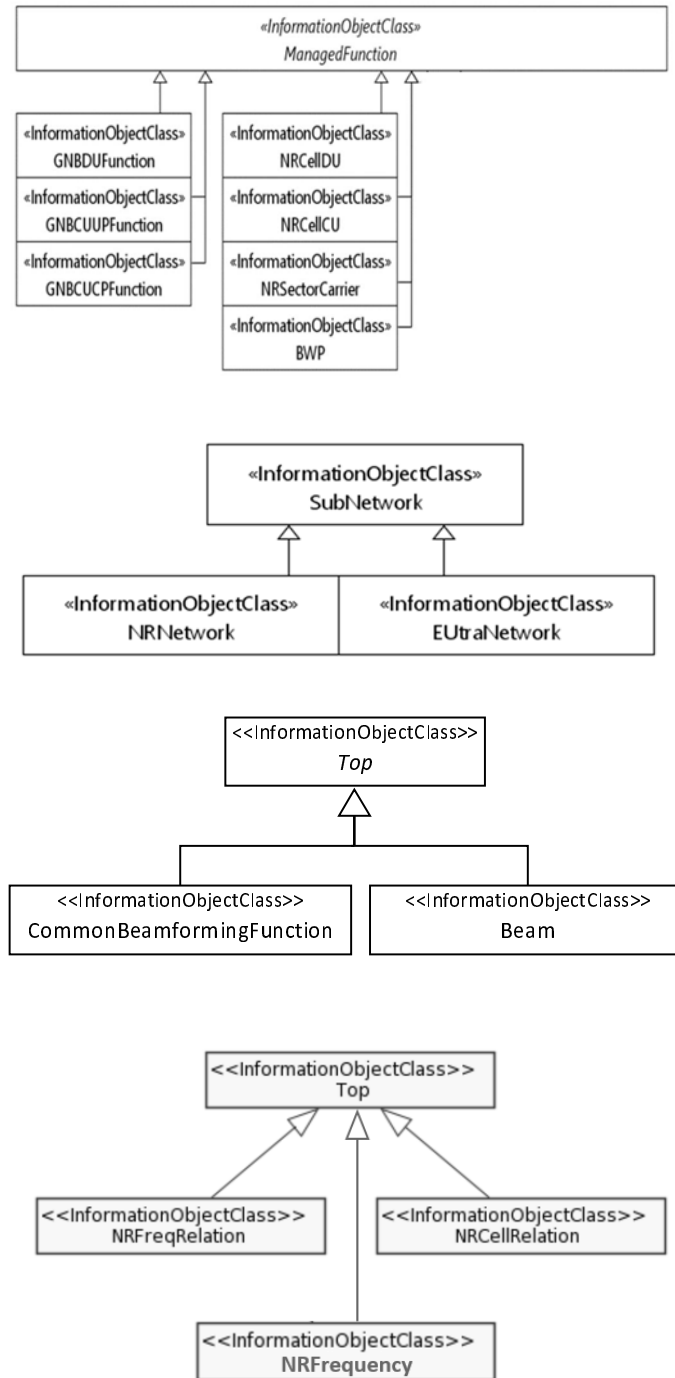 «InformationObjectClass»
ManagedFunction
«InformationObjectClass»
GNBDUFunction
«InformationObjectClass»
GNBCUUPFunction
«InformationObjectClass»
GNBCUCPFunction
«InformationObjectClass»
NRCellDU
«InformationObjectClass»
NRCellCU
«InformationObjectClass»
NRSectorCarrier
«InformationObjectClass»
BWP
«InformationObjectClass»
SubNetwork
«InformationObjectClass»
NRNetwork
«InformationObjectClass»
EUtraNetwork
<<InformationObjectClass>>
Top
<<InformationObjectClass>>
CommonBeamformingFunction
<<InformationObjectClass>>
Beam
<<InformationObjectClass>>
Top
<<InformationObjectClass>>
NRFreqRelation
<<InformationObjectClass>>
NRCellRelation
<<InformationObjectClass>>
NRFrequency